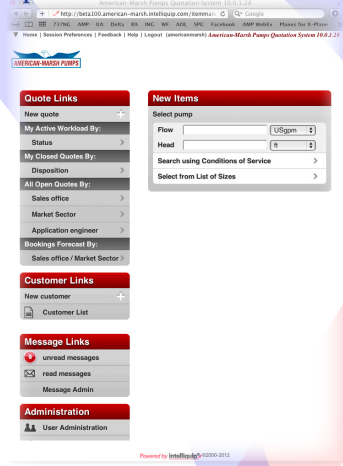 American-Marsh Pumps Quotation System 10.0.1.28
http://beta100.american-marsh.intelliquip.com/itemman
Google
737NG AMP UA Delta BA ING WF AOL SPG Facebook AMP WebEx Planes for X-Plane
Home | Session Preferences | Feedback | Help | Logout (americanmarsh) American-Marsh Pumps Quotation System 10.0.1.28
AMERICAN-MARSH PUMPS
Quote Links
New quote
My Active Workload By:
Status
My Closed Quotes By:
Disposition
All Open Quotes By:
Sales office
Market Sector
Application engineer
Bookings Forecast By:
Sales office / Market Sector
Customer Links
New customer
Customer List
Message Links
0 unread messages
read messages
Message Admin
Administration
User Administration
New Items
Select pump
Flow USgpm
Head ft
Search using Conditions of Service
Select from List of Sizes
Powered by Intelliquip ©2000-2012